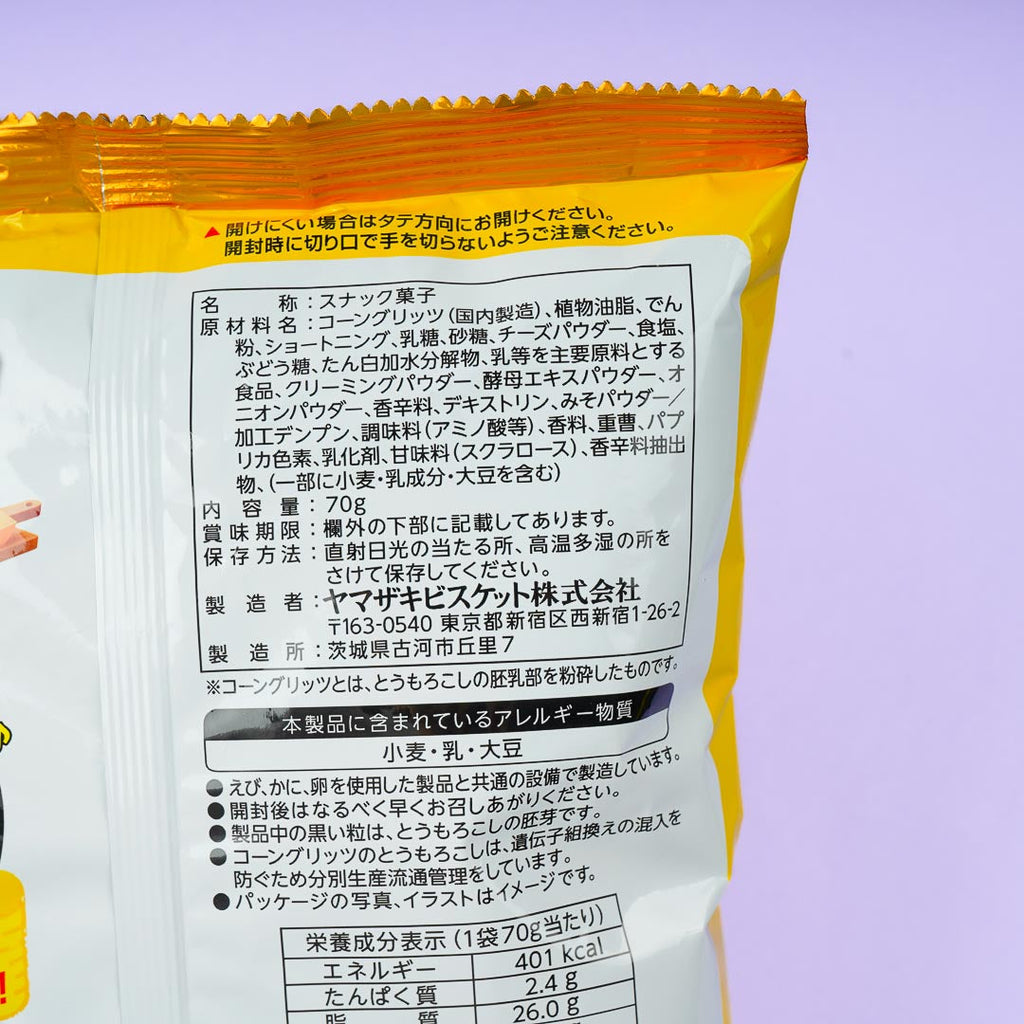 ▲開けにくい場合はタテ方向にお開けください。
開封時に切り口で手を切らないようご注意ください。
名称：スナック菓子
原材料名：コーングリッツ（国内製造）、植物油脂、でん
粉、ショートニング、乳糖、砂糖、チーズパウダー、食塩、
ぶどう糖、たん白加水分解物、乳等を主要原料とする
食品、クリーミングパウダー、酵母エキスパウダー、オ
ニオンパウダー、香辛料、デキストリン、みそパウダー／
加工デンプン、調味料（アミノ酸等）、香料、重曹、パプ
リカ色素、乳化剤、甘味料（スクラロース）、香辛料抽出
物、（一部に小麦・乳成分・大豆を含む）
内容量：70g
賞味期限：欄外の下部に記載してあります。
保存方法：直射日光の当たる所、高温多湿の所を
さけて保存してください。
製造者：ヤマザキビスケット株式会社
〒163-0540 東京都新宿区西新宿1-26-2
製造所：茨城県古河市丘里7
※コーングリッツとは、とうもろこしの胚乳部を粉砕したものです。
本製品に含まれているアレルギー物質
小麦・乳・大豆
●えび、かに、卵を使用した製品と共通の設備で製造しています。
●開封後はなるべく早くお召しあがりください。
●製品中の黒い粒は、とうもろこしの胚芽です。
●コーングリッツのとうもろこしは、遺伝子組換えの混入を
防ぐため分別生産流通管理をしています。
●パッケージの写真、イラストはイメージです。
栄養成分表示（1袋70g当たり）
エネルギー 401 kcal
たんぱく質 2.4 g
脂質 26.0 g
!